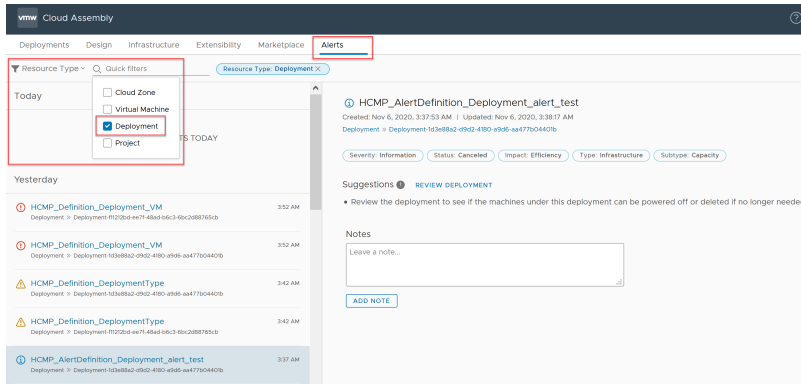 vmw Cloud Assembly
Deployments Design Infrastructure Extensibility Marketplace Alerts
Resource Type Quick filters Resource Type: Deployment ×
Cloud Zone
Virtual Machine
Deployment
Project
Today
TS TODAY
Yesterday
HCMP_Definition_Deployment_VM 3:52 AM
Deployment » Deployment-f11212bd-ee7f-48ad-b6c3-6bc2d88765cb
HCMP_Definition_Deployment_VM 3:52 AM
Deployment » Deployment-1d3e88a2-d9d2-4180-a9d6-aa477b04401b
HCMP_Definition_DeploymentType 3:42 AM
Deployment » Deployment-1d3e88a2-d9d2-4180-a9d6-aa477b04401b
HCMP_Definition_DeploymentType 3:42 AM
Deployment » Deployment-f11212bd-ee7f-48ad-b6c3-6bc2d88765cb
HCMP_AlertDefinition_Deployment_alert_test 3:37 AM
Deployment » Deployment-1d3e88a2-d9d2-4180-a9d6-aa477b04401b
HCMP_AlertDefinition_Deployment_alert_test
Created: Nov 6, 2020, 3:37:53 AM | Updated: Nov 6, 2020, 3:38:17 AM
Deployment » Deployment-1d3e88a2-d9d2-4180-a9d6-aa477b04401b
Severity: Information Status: Canceled Impact: Efficiency Type: Infrastructure Subtype: Capacity
Suggestions REVIEW DEPLOYMENT
• Review the deployment to see if the machines under this deployment can be powered off or deleted if no longer neede
Notes
Leave a note...
ADD NOTE